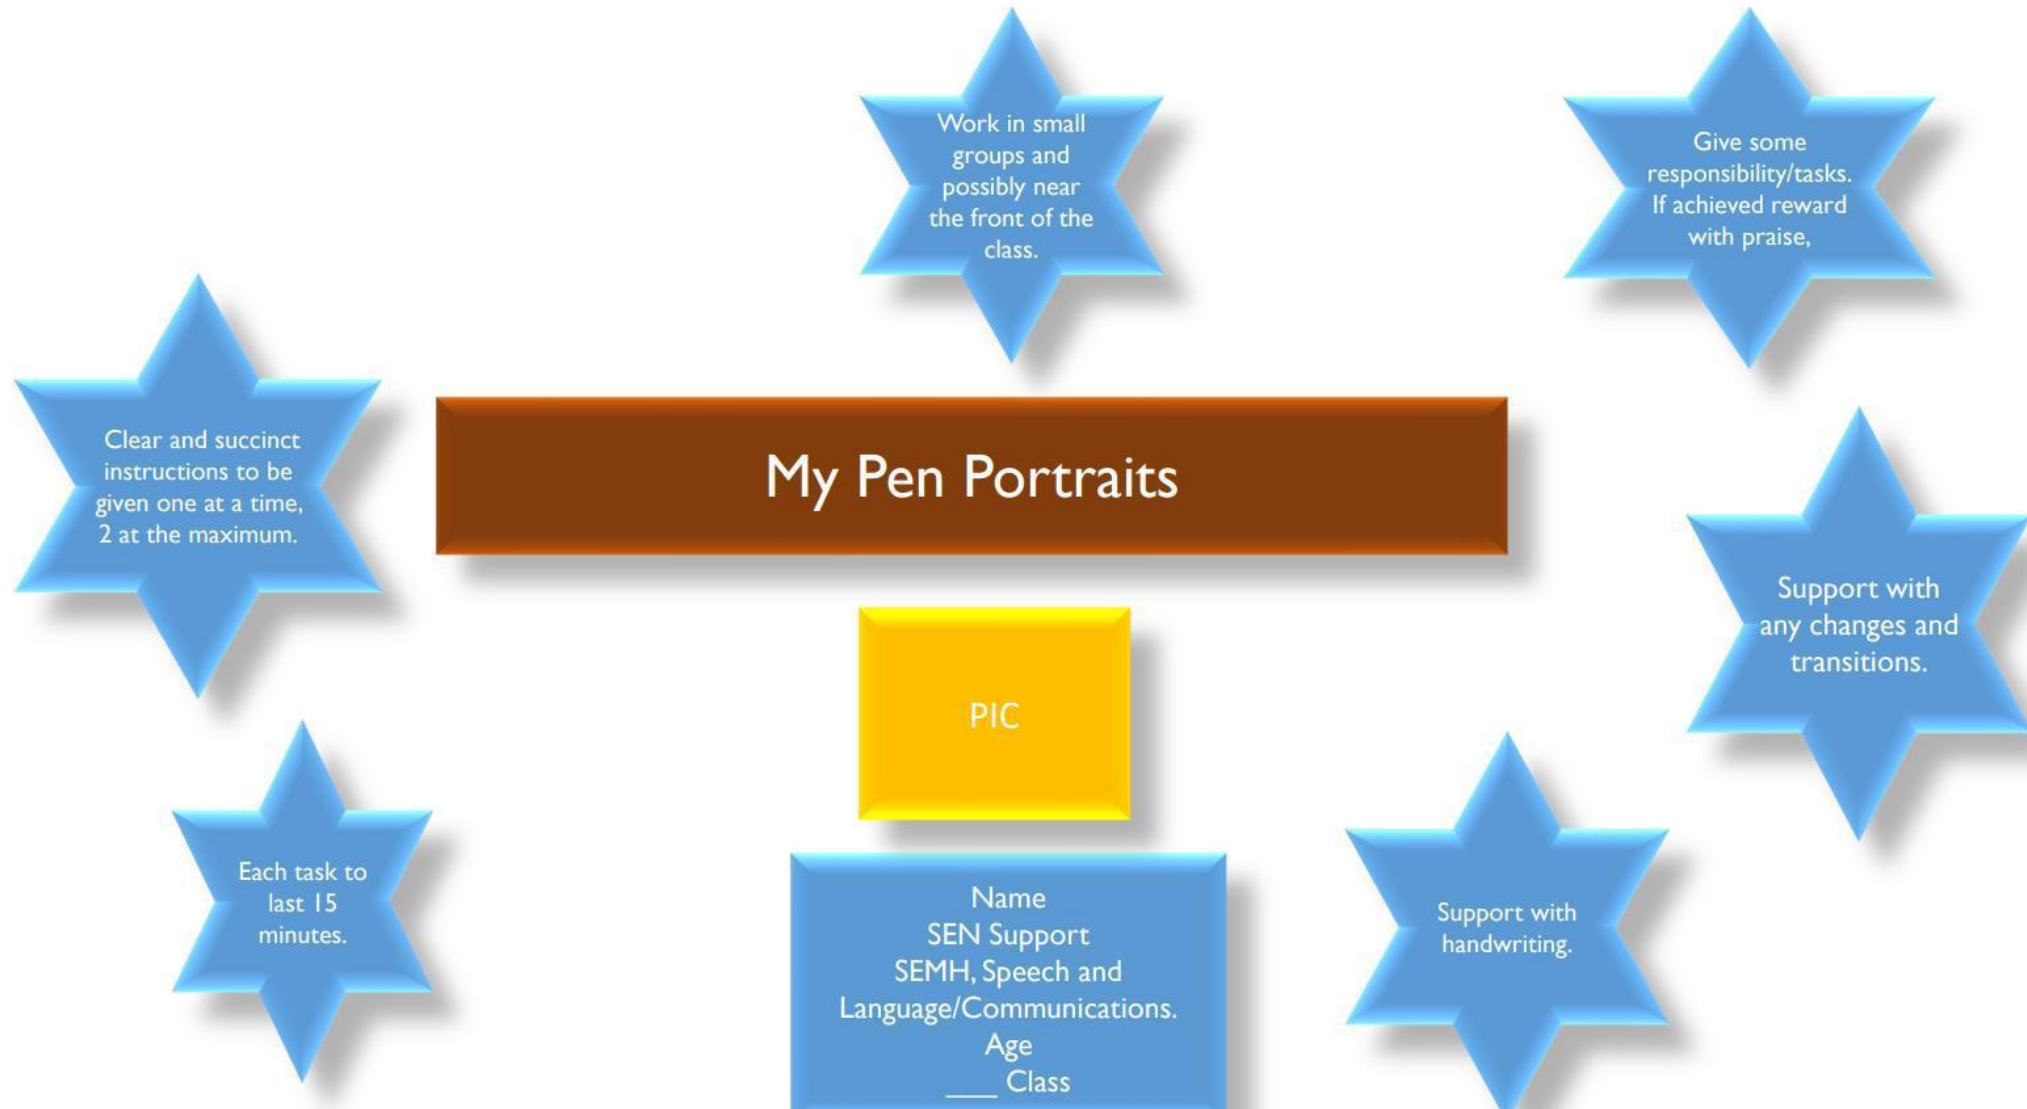 Work in small
groups and
possibly near
the front of the
class.
Give some
responsibility/tasks.
If achieved reward
with praise,
Clear and succinct
instructions to be
given one at a time,
2 at the maximum.
My Pen Portraits
Support with
any changes and
transitions.
PIC
Each task to
last 15
minutes.
Name
SEN Support
SEMH, Speech and
Language/Communications.
Age
____ Class
Support with
handwriting.